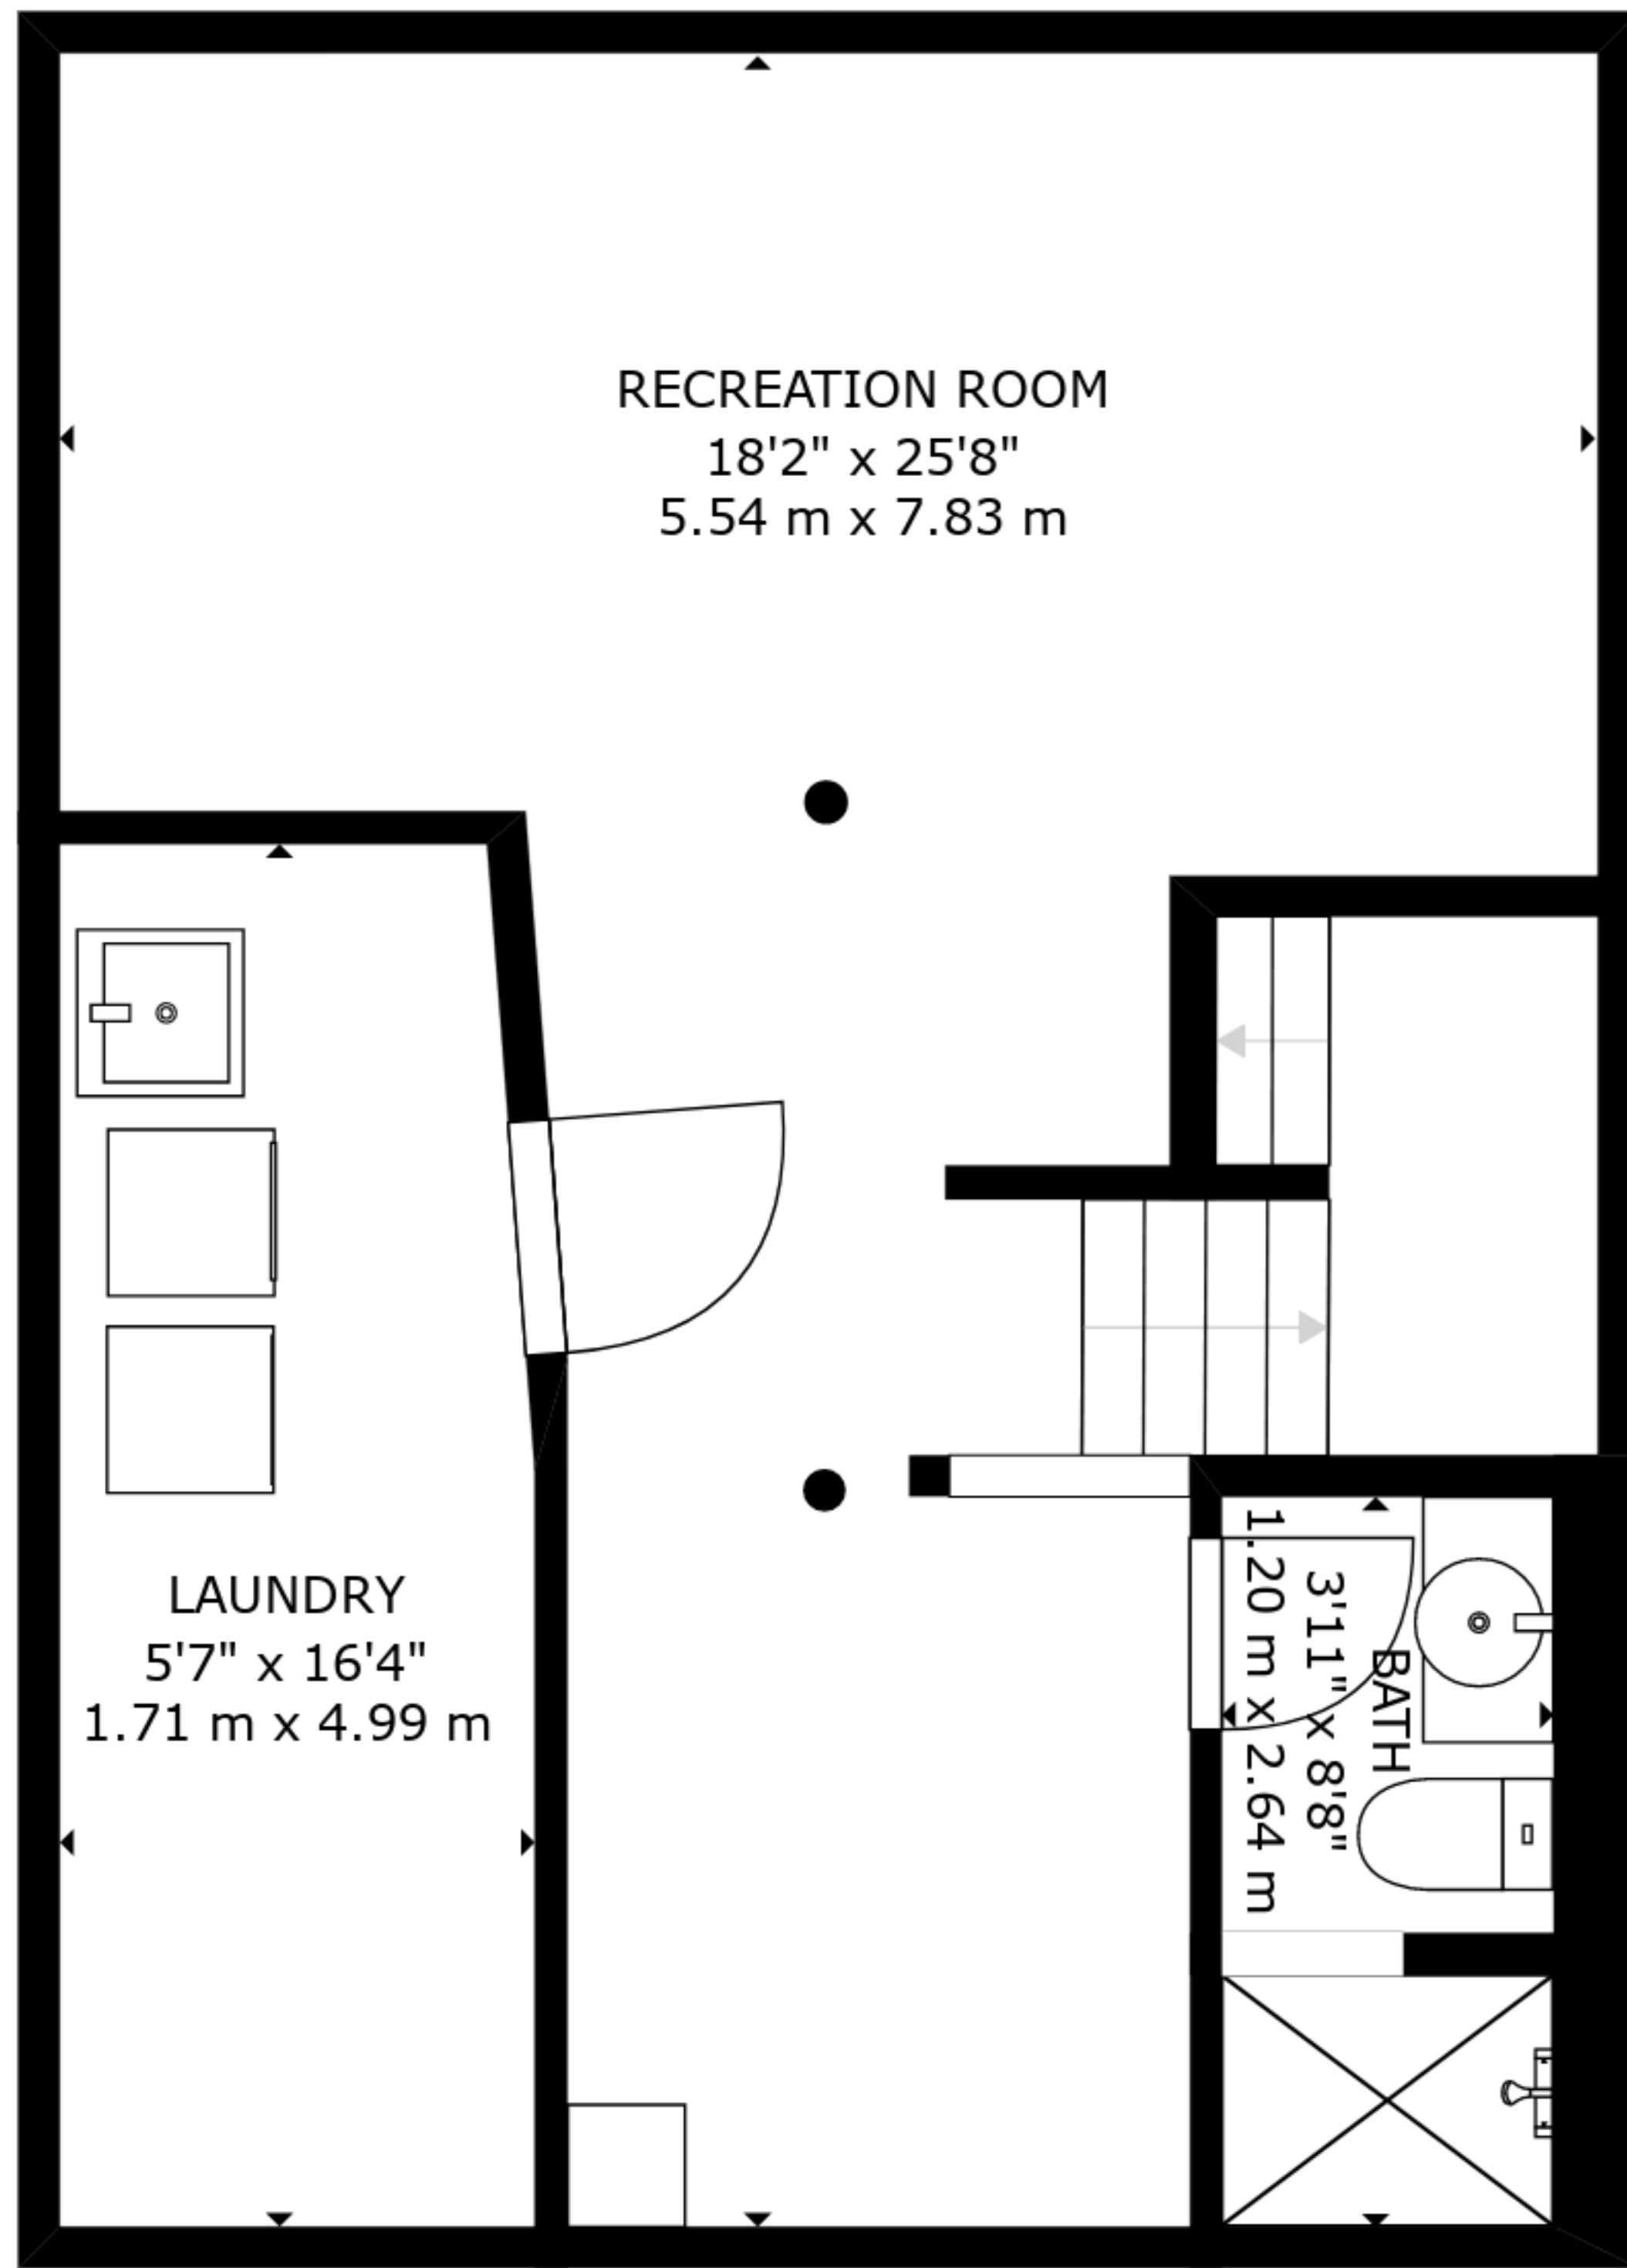 RECREATION ROOM
18'2" x 25'8"
5.54 m x 7.83 m
LAUNDRY
5'7" x 16'4"
1.71 m x 4.99 m
BATH
3'11" x 8'8"
1.20 m x 2.64 m